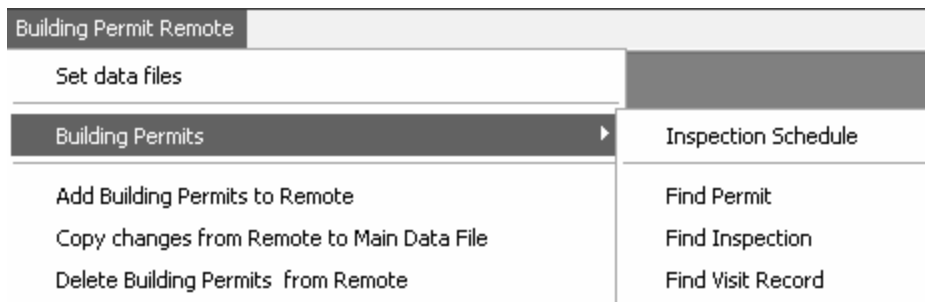 Building Permit Remote
Set data files
Building Permits
Inspection Schedule
Add Building Permits to Remote
Find Permit
Copy changes from Remote to Main Data File
Find Inspection
Delete Building Permits  from Remote
Find Visit Record